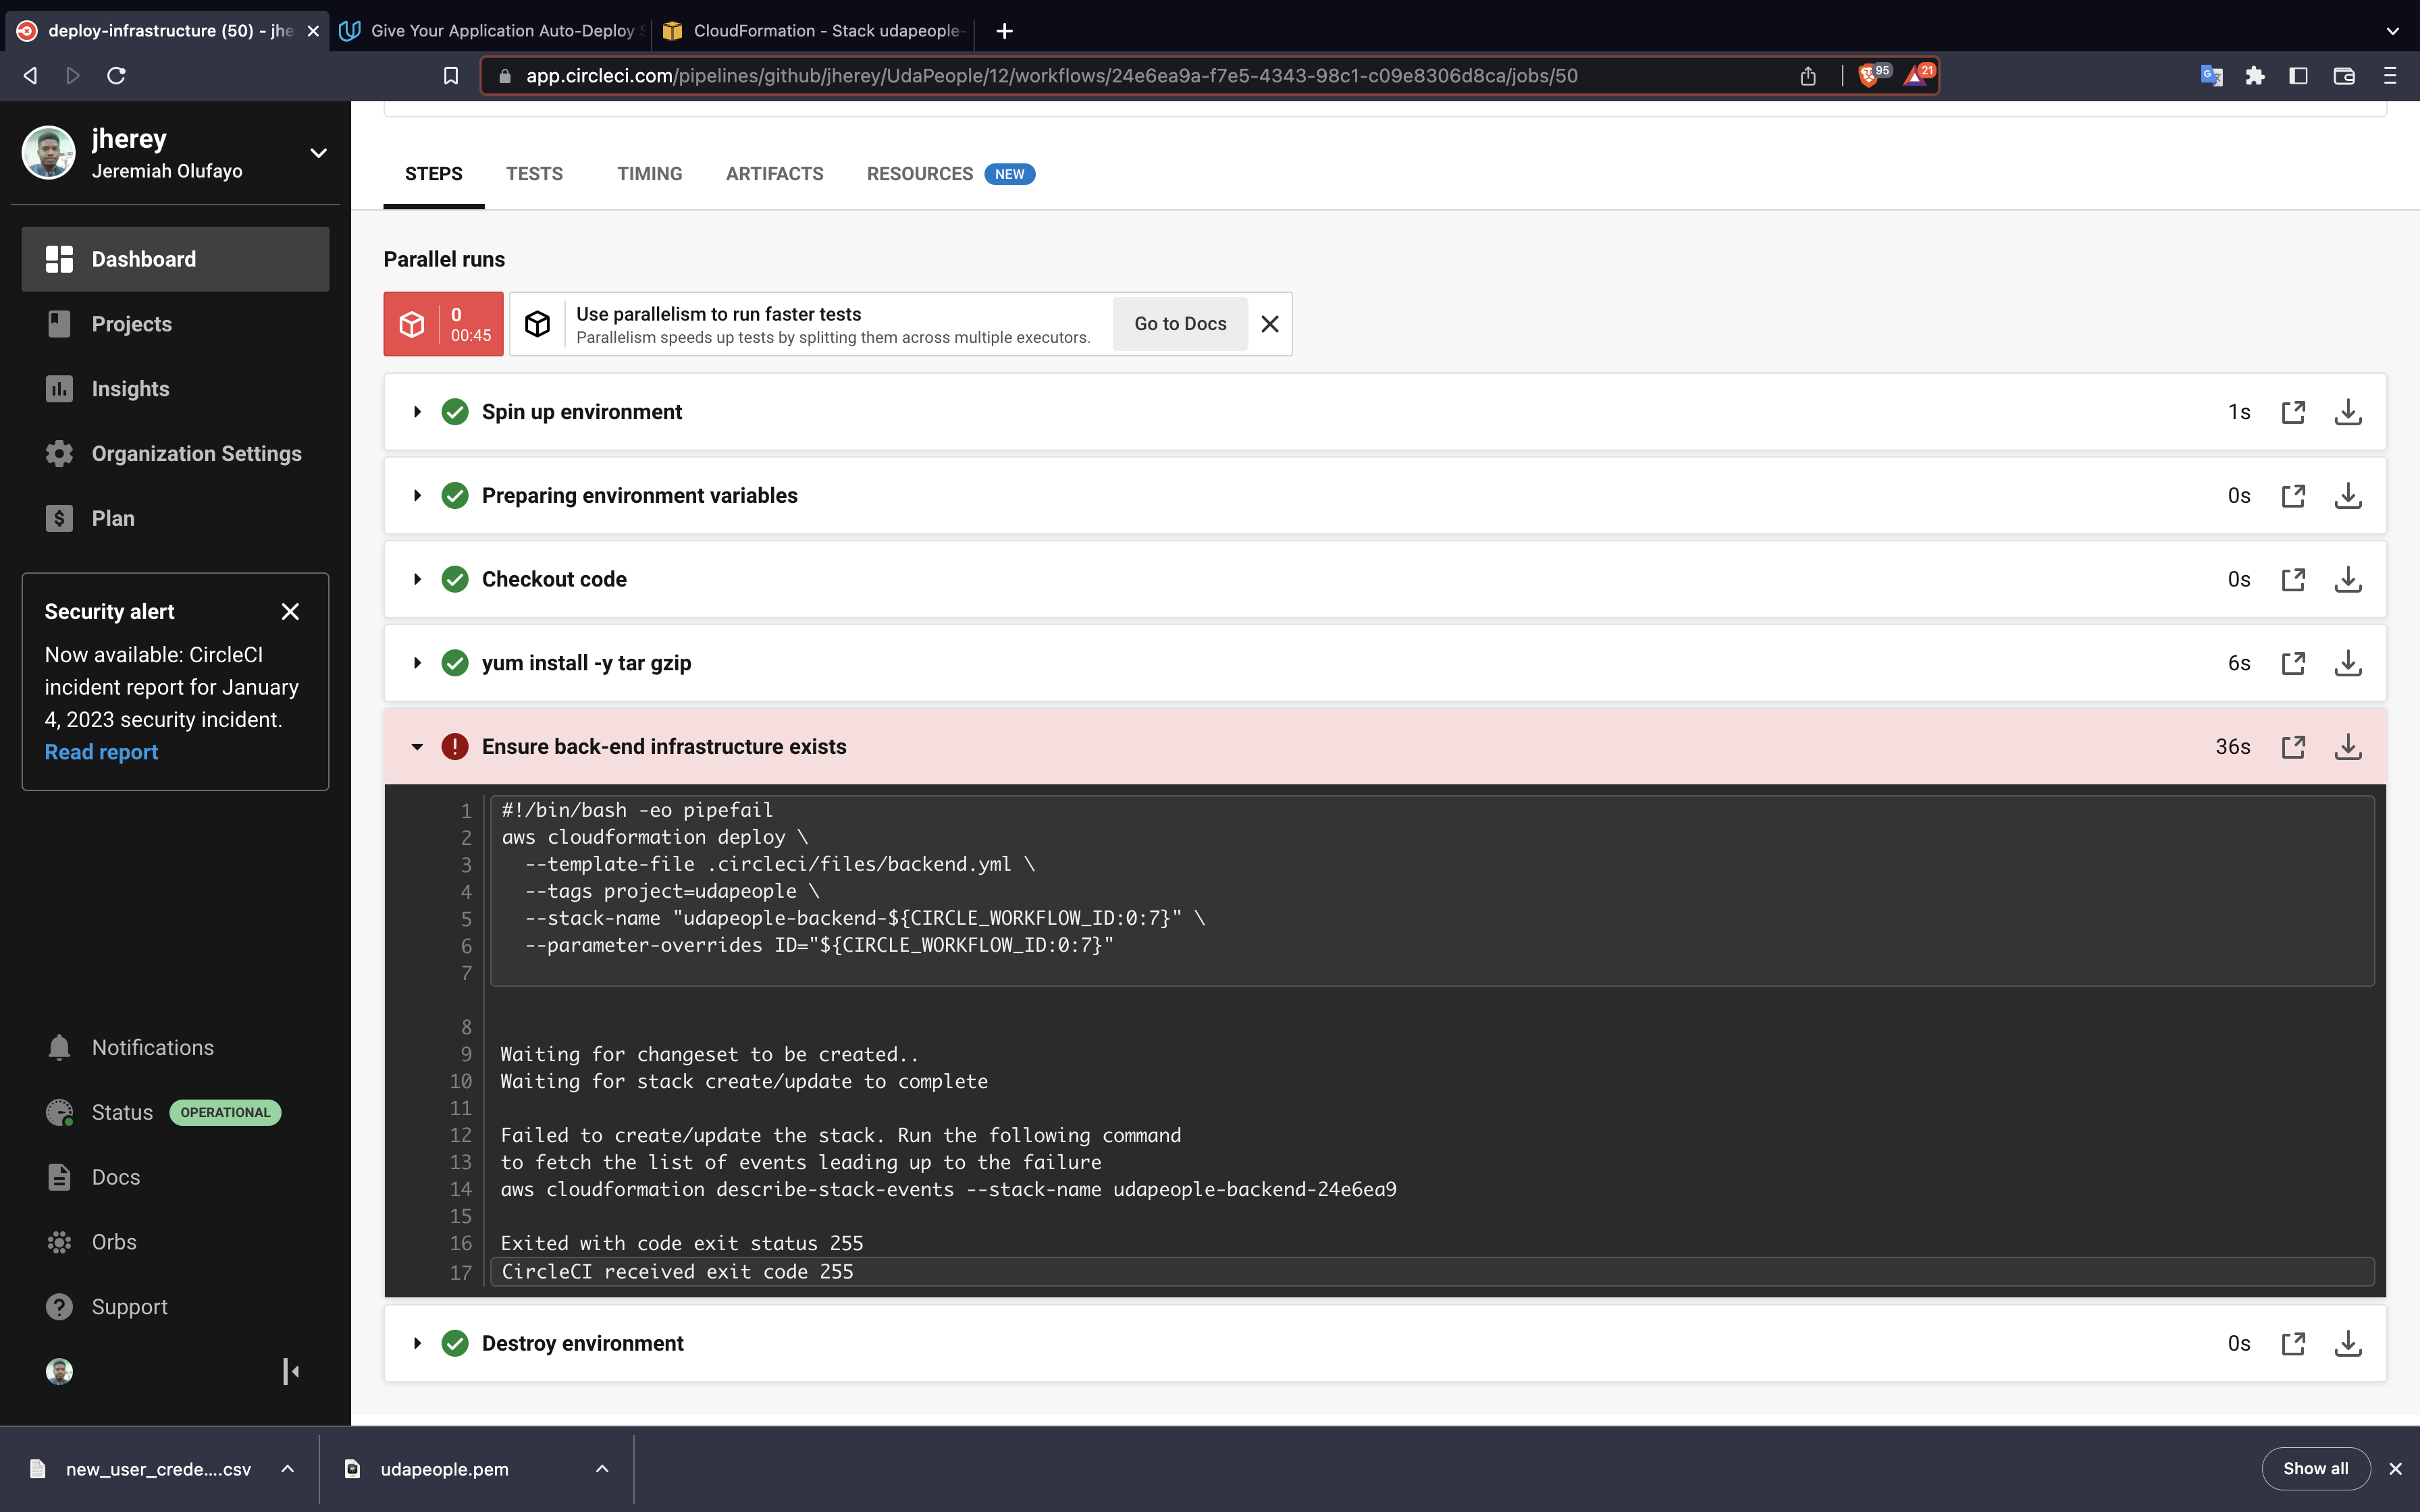 deploy-infrastructure (50) - jhe
Give Your Application Auto-Deploy
CloudFormation - Stack udapeople-
app.circleci.com/pipelines/github/jherey/UdaPeople/12/workflows/24e6ea9a-f7e5-4343-98c1-c09e8306d8ca/jobs/50
95
21
jherey
Jeremiah Olufayo
Dashboard
Projects
Insights
Organization Settings
Plan
Security alert
Now available: CircleCI
incident report for January
4, 2023 security incident.
Read report
Notifications
Status OPERATIONAL
Docs
Orbs
Support
STEPS TESTS TIMING ARTIFACTS RESOURCES NEW
Parallel runs
0
00:45
Use parallelism to run faster tests
Parallelism speeds up tests by splitting them across multiple executors.
Go to Docs
Spin up environment 1s
Preparing environment variables 0s
Checkout code 0s
yum install -y tar gzip 6s
Ensure back-end infrastructure exists 36s
1 #!/bin/bash -eo pipefail
2 aws cloudformation deploy \
3 --template-file .circleci/files/backend.yml \
4 --tags project=udapeople \
5 --stack-name "udapeople-backend-${CIRCLE_WORKFLOW_ID:0:7}" \
6 --parameter-overrides ID="${CIRCLE_WORKFLOW_ID:0:7}"
7
8
9 Waiting for changeset to be created..
10 Waiting for stack create/update to complete
11
12 Failed to create/update the stack. Run the following command
13 to fetch the list of events leading up to the failure
14 aws cloudformation describe-stack-events --stack-name udapeople-backend-24e6ea9
15
16 Exited with code exit status 255
17 CircleCI received exit code 255
Destroy environment 0s
new_user_crede....csv
udapeople.pem
Show all